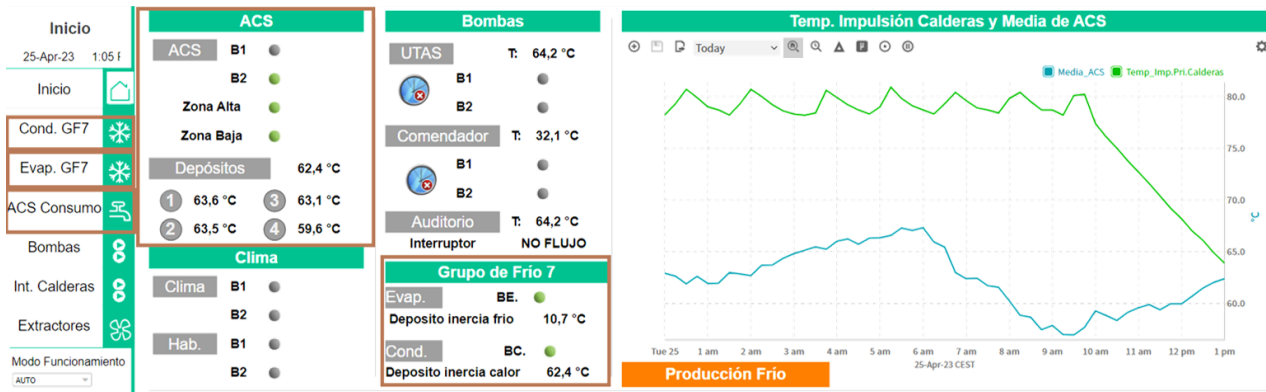 Inicio
25-Apr-23 1:05 F
Inicio
Cond. GF7
Evap. GF7
ACS Consumo
Bombas
Int. Calderas
Extractores
Modo Funcionamiento
AUTO
ACS
ACS B1
B2
Zona Alta
Zona Baja
Depósitos 62,4 °C
1 63,6 °C 3 63,1 °C
2 63,5 °C 4 59,6 °C
Clima
Clima B1
B2
Hab. B1
B2
Bombas
UTAS T: 64,2 °C
B1
B2
Comendador T: 32,1 °C
B1
B2
Auditorio T: 64,2 °C
Interruptor NO FLUJO
Grupo de Frío 7
Evap. BE.
Deposito inercia frio 10,7 °C
Cond. BC.
Deposito inercia calor 62,4 °C
Temp. Impulsión Calderas y Media de ACS
Today
Media_ACS Temp_Imp.Pri.Calderas
80.0
75.0
70.0
°C
65.0
60.0
Tue 25 1 am 2 am 3 am 4 am 5 am 6 am 7 am 8 am 9 am 10 am 11 am 12 pm 1 pm
25-Apr-23 CEST
Producción Frío